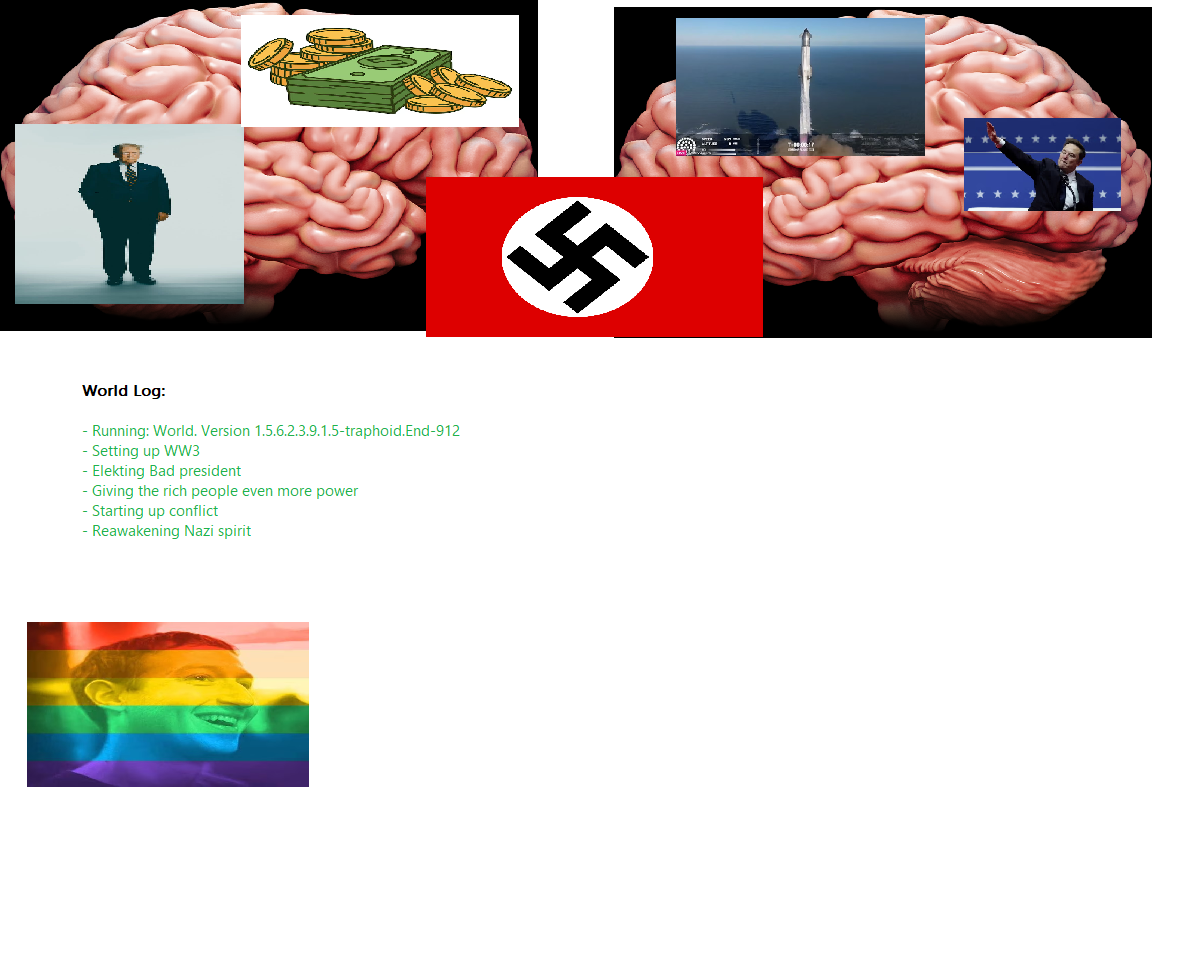 World Log:
- Running: World. Version 1.5.6.2.3.9.1.5-traphoid.End-912
- Setting up WW3
- Elekting Bad president
- Giving the rich people even more power
- Starting up conflict
- Reawakening Nazi spirit